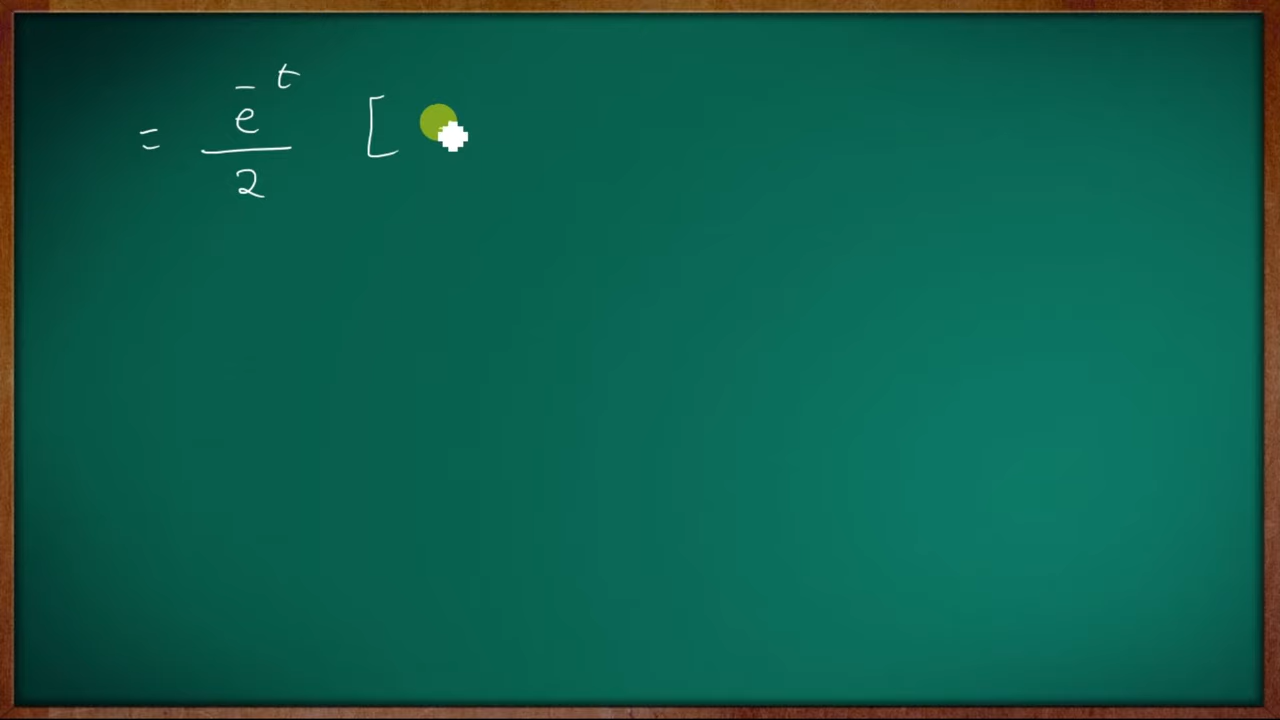 = e^-t / 2 [